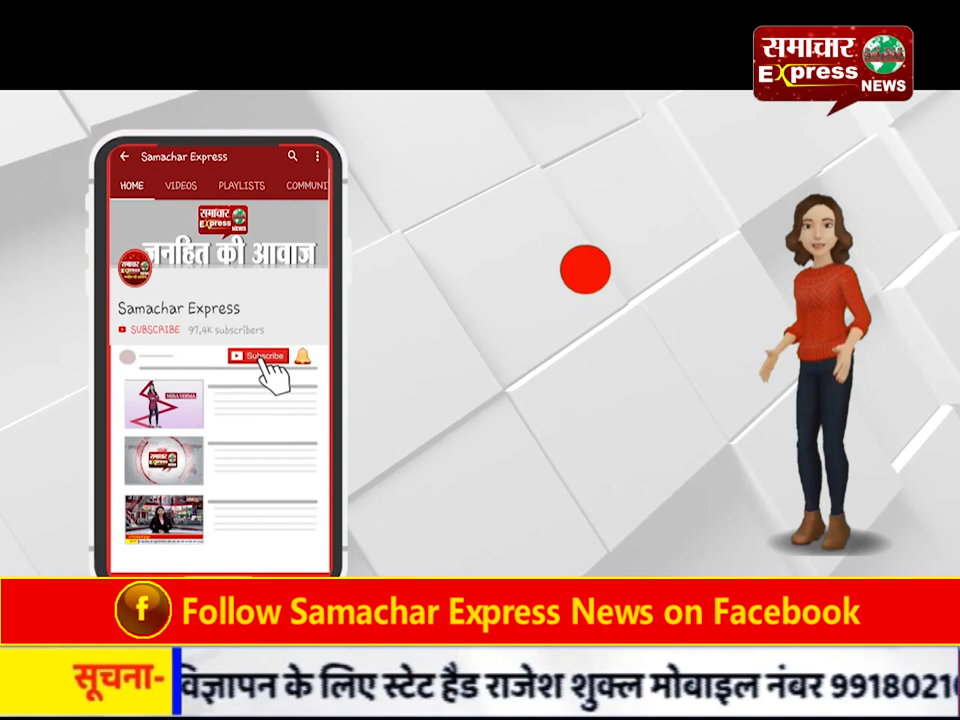 समाचार
Express
NEWS
Samachar Express
HOME VIDEOS PLAYLISTS COMMUNI
समाचार
Express
NEWS
जनहित की आवाज
Samachar Express
SUBSCRIBE 97.4K subscribers
Subscribe
f Follow Samachar Express News on Facebook
सूचना- विज्ञापन के लिए स्टेट हैड राजेश शुक्ल मोबाइल नंबर 9918021